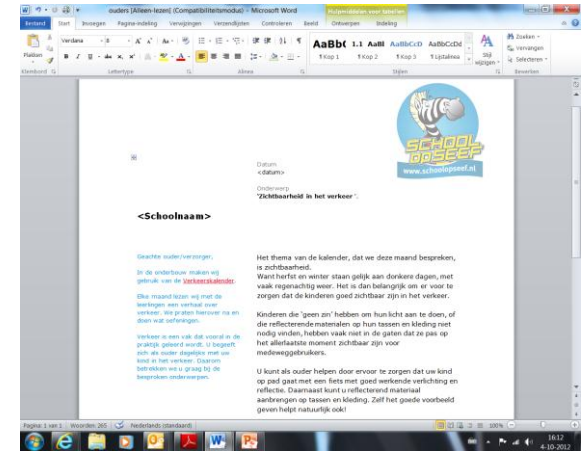 ouders [Alleen-lezen] (Compatibiliteitsmodus) - Microsoft Word
Hulpmiddelen voor tabellen
Bestand Start Invoegen Pagina-indeling Verwijzingen Verzendlijsten Controleren Beeld Ontwerpen Indeling
Plakken
Verdana 8
AaBb( 1.1 AaBl AaBbCcD AaBbCcDd
¶ Kop 1 ¶ Kop 2 ¶ Kop 3 ¶ Lijstalinea
Stijl wijzigen
Zoeken
Vervangen
Selecteren
Klembord Lettertype Alinea Stijlen Bewerken
SCHOOL
OPSEEF
www.schoolopseef.nl
Datum
<datum>
Onderwerp
'Zichtbaarheid in het verkeer '.
<Schoolnaam>
Geachte ouder/verzorger,
In de onderbouw maken wij
gebruik van de Verkeerskalender.
Elke maand lezen wij met de
leerlingen een verhaal over
verkeer. We praten hierover na en
doen wat oefeningen.
Verkeer is een vak dat vooral in de
praktijk geleerd wordt. U begeeft
zich als ouder dagelijks met uw
kind in het verkeer. Daarom
betrekken we u graag bij de
besproken onderwerpen.
Het thema van de kalender, dat we deze maand bespreken,
is zichtbaarheid.
Want herfst en winter staan gelijk aan donkere dagen, met
vaak regenachtig weer. Het is dan belangrijk om er voor te
zorgen dat de kinderen goed zichtbaar zijn in het verkeer.
Kinderen die 'geen zin' hebben om hun licht aan te doen, of
die reflecterende materialen op hun tassen en kleding niet
nodig vinden, hebben vaak niet in de gaten dat ze pas op
het allerlaatste moment zichtbaar zijn voor
medeweggebruikers.
U kunt als ouder helpen door ervoor te zorgen dat uw kind
op pad gaat met een fiets met goed werkende verlichting en
reflectie. Daarnaast kunt u reflecterend materiaal
aanbrengen op tassen en kleding. Zelf het goede voorbeeld
geven helpt natuurlijk ook!
Pagina: 1 van 1 Woorden: 265 Nederlands (standaard) 100%
16:12
4-10-2012